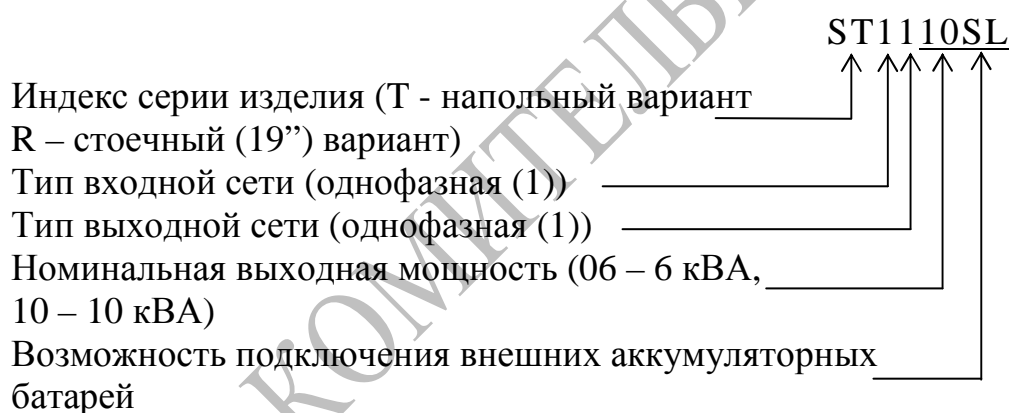 ST1110SL
Индекс серии изделия (Т - напольный вариант
R – стоечный (19”) вариант)
Тип входной сети (однофазная (1))
Тип выходной сети (однофазная (1))
Номинальная выходная мощность (06 – 6 кВА,
10 – 10 кВА)
Возможность подключения внешних аккумуляторных
батарей
КОМИТЕЛЬ